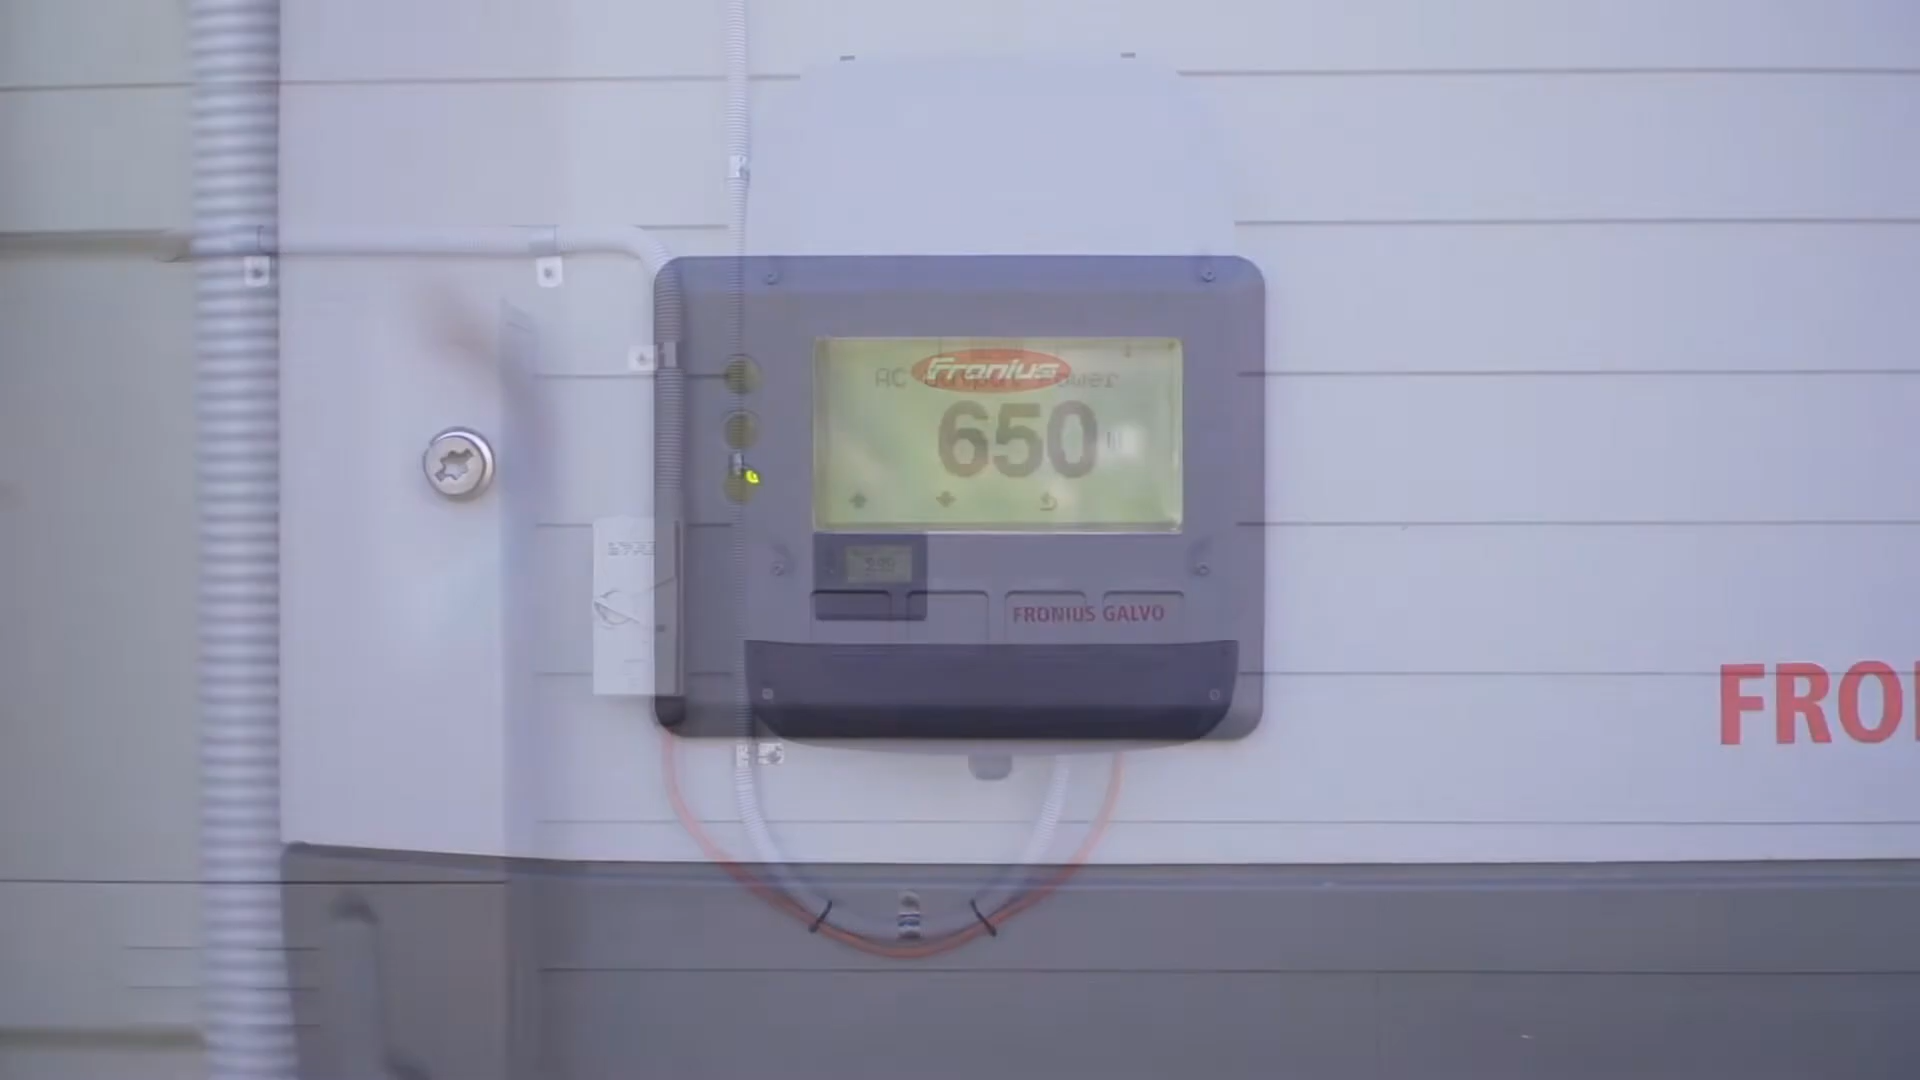 Fronius
AC Output Power
650
FRONIUS GALVO
FRO